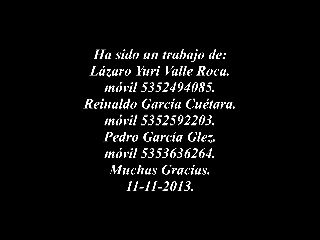 Ha sido un trabajo de:
Lázaro Yuri Valle Roca.
móvil 5352494085.
Reinaldo García Cuétara.
móvil 5352592203.
Pedro García Glez.
móvil 5353636264.
Muchas Gracias.
11-11-2013.